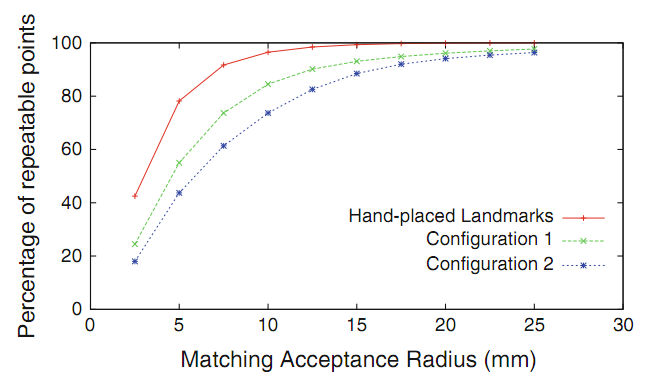 Percentage of repeatable points
100
80
60
40
20
0
0 5 10 15 20 25 30
Hand-placed Landmarks
Configuration 1
Configuration 2
Matching Acceptance Radius (mm)